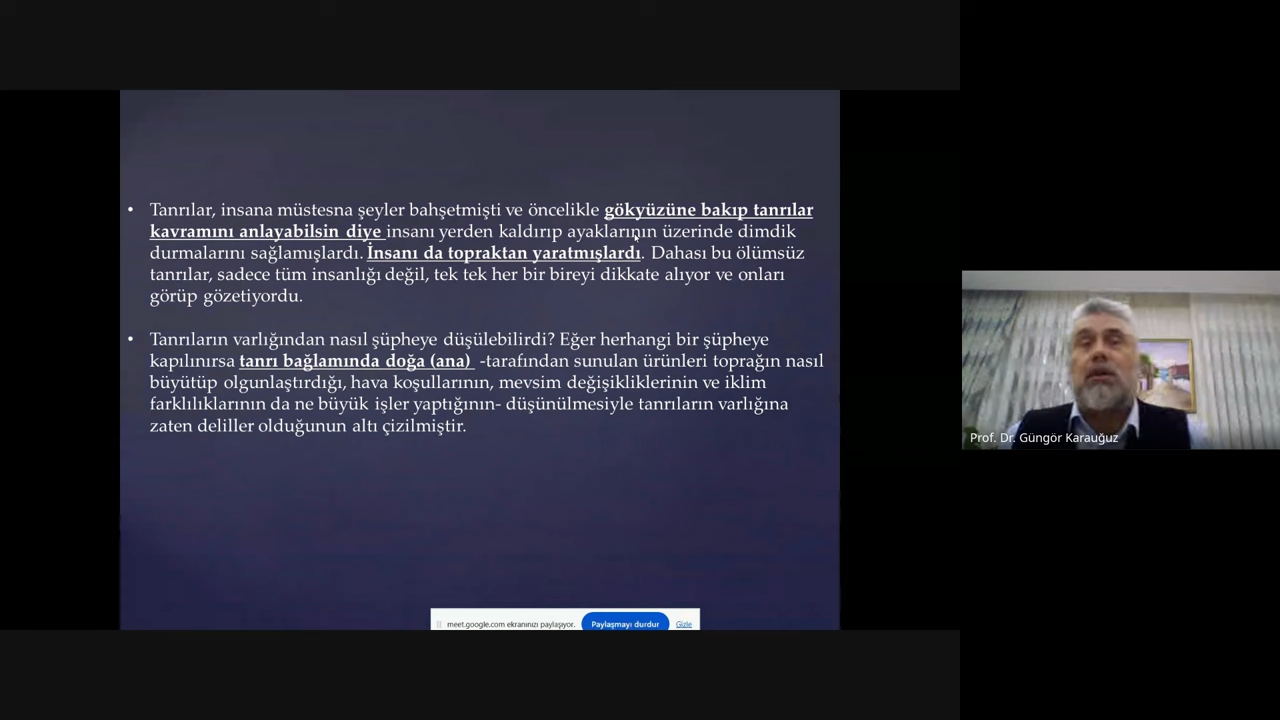 • Tanrılar, insana müstesna şeyler bahşetmişti ve öncelikle gökyüzüne bakıp tanrılar
kavramını anlayabilsin diye insanı yerden kaldırıp ayaklarının üzerinde dimdik
durmalarını sağlamışlardı. İnsanı da topraktan yaratmışlardı. Dahası bu ölümsüz
tanrılar, sadece tüm insanlığı değil, tek tek her bir bireyi dikkate alıyor ve onları
görüp gözetiyordu.
• Tanrıların varlığından nasıl şüpheye düşülebilirdi? Eğer herhangi bir şüpheye
kapılınırsa tanrı bağlamında doğa (ana) -tarafından sunulan ürünleri toprağın nasıl
büyütüp olgunlaştırdığı, hava koşullarının, mevsim değişikliklerinin ve iklim
farklılıklarının da ne büyük işler yaptığının- düşünülmesiyle tanrıların varlığına
zaten deliller olduğunun altı çizilmiştir.
Prof. Dr. Güngör Karauğuz
meet.google.com ekranınızı paylaşıyor. Paylaşmayı durdur Gizle